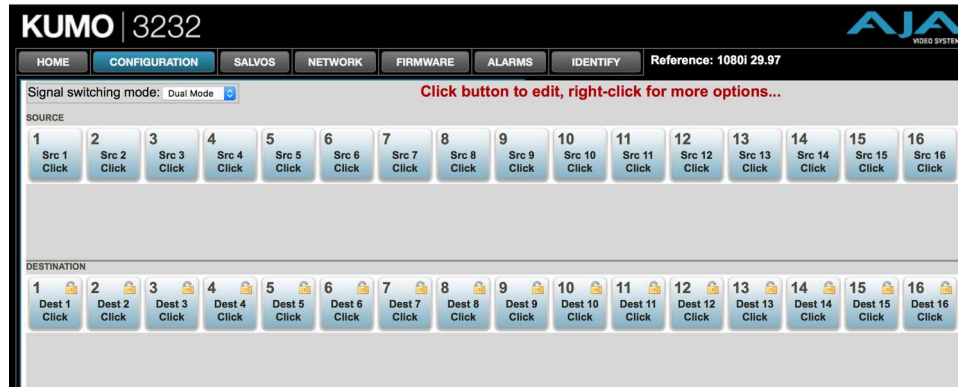 KUMO 3232
AJA
VIDEO SYSTEM
HOME CONFIGURATION SALVOS NETWORK FIRMWARE ALARMS IDENTIFY Reference: 1080i 29.97
Signal switching mode: Dual Mode Click button to edit, right-click for more options...
SOURCE
1 2 3 4 5 6 7 8 9 10 11 12 13 14 15 16
Src 1 Src 2 Src 3 Src 4 Src 5 Src 6 Src 7 Src 8 Src 9 Src 10 Src 11 Src 12 Src 13 Src 14 Src 15 Src 16
Click Click Click Click Click Click Click Click Click Click Click Click Click Click Click Click
DESTINATION
1 2 3 4 5 6 7 8 9 10 11 12 13 14 15 16
Dest 1 Dest 2 Dest 3 Dest 4 Dest 5 Dest 6 Dest 7 Dest 8 Dest 9 Dest 10 Dest 11 Dest 12 Dest 13 Dest 14 Dest 15 Dest 16
Click Click Click Click Click Click Click Click Click Click Click Click Click Click Click Click